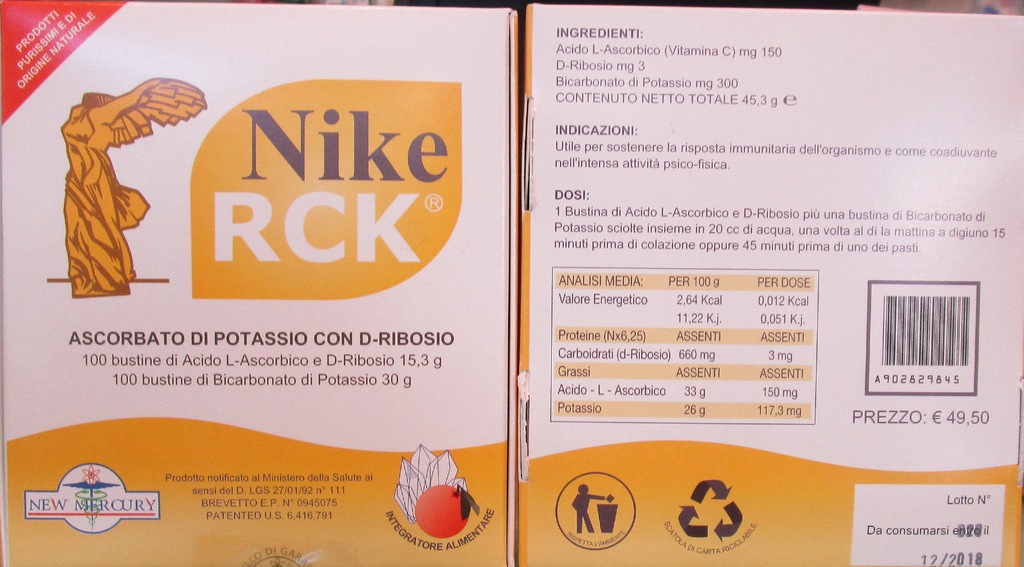 PRODOTTI
PURISSIMI E DI
ORIGINE NATURALE
Nike
RCK®
ASCORBATO DI POTASSIO CON D-RIBOSIO
100 bustine di Acido L-Ascorbico e D-Ribosio 15,3 g
100 bustine di Bicarbonato di Potassio 30 g
NEW MERCURY
Prodotto notificato al Ministero della Salute ai
sensi del D. LGS 27/01/92 n° 111
BREVETTO E.P. N° 0945075
PATENTED U.S. 6,416,791
INTEGRATORE ALIMENTARE
INGREDIENTI:
Acido L-Ascorbico (Vitamina C) mg 150
D-Ribosio mg 3
Bicarbonato di Potassio mg 300
CONTENUTO NETTO TOTALE 45,3 g ℮
INDICAZIONI:
Utile per sostenere la risposta immunitaria dell'organismo e come coadiuvante
nell'intensa attività psico-fisica.
DOSI:
1 Bustina di Acido L-Ascorbico e D-Ribosio più una bustina di Bicarbonato di
Potassio sciolte insieme in 20 cc di acqua, una volta al di la mattina a digiuno 15
minuti prima di colazione oppure 45 minuti prima di uno dei pasti.
ANALISI MEDIA: PER 100 g PER DOSE
Valore Energetico 2,64 Kcal 0,012 Kcal
11,22 K.j. 0,051 K.j.
Proteine (Nx6,25) ASSENTI ASSENTI
Carboidrati (d-Ribosio) 660 mg 3 mg
Grassi ASSENTI ASSENTI
Acido - L - Ascorbico 33 g 150 mg
Potassio 26 g 117,3 mg
A902829845
PREZZO: € 49,50
RISPETTA L'AMBIENTE
SCATOLA DI CARTA RICICLABILE
Lotto N°
Da consumarsi entro il
12/2018